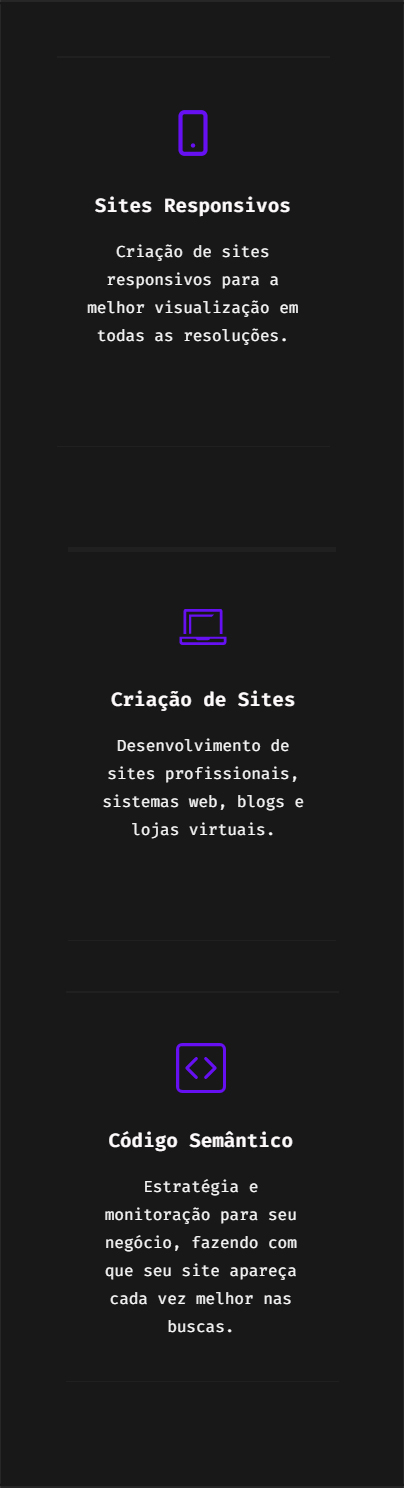 Sites Responsivos
Criação de sites
responsivos para a
melhor visualização em
todas as resoluções.
Criação de Sites
Desenvolvimento de
sites profissionais,
sistemas web, blogs e
lojas virtuais.
Código Semântico
Estratégia e
monitoração para seu
negócio, fazendo com
que seu site apareça
cada vez melhor nas
buscas.